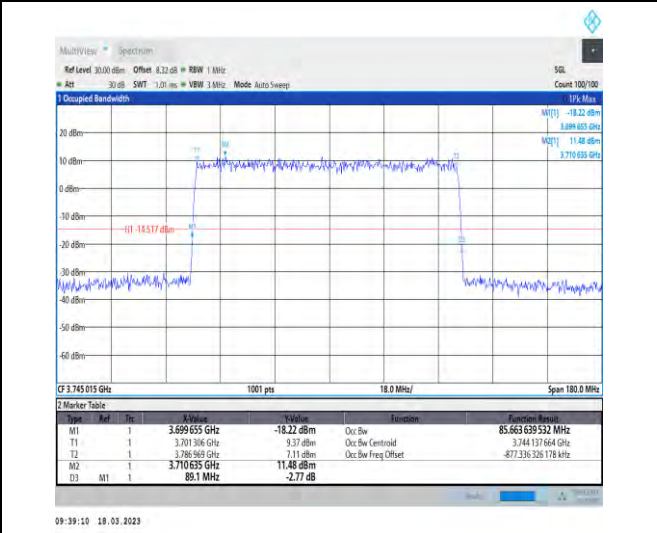 MultiView Spectrum
Ref Level 30.00 dBm Offset 8.32 dB RBW 1 MHz SGL
Att 30 dB SWT 1.01 ms VBW 3 MHz Mode Auto Sweep Count 100/100
1 Occupied Bandwidth 1Pk Max
M1[1] -18.22 dBm
3.699 655 GHz
M2[1] 11.48 dBm
3.710 635 GHz
20 dBm
T1 M2 T2
10 dBm
0 dBm
-10 dBm
H1 -14.517 dBm M1
-20 dBm D3
-30 dBm
-40 dBm
-50 dBm
-60 dBm
CF 3.745 015 GHz 1001 pts 18.0 MHz/ Span 180.0 MHz
2 Marker Table
Type Ref Trc X-Value Y-Value Function Function Result
M1 1 3.699 655 GHz -18.22 dBm Occ Bw 85.663 639 532 MHz
T1 1 3.701 306 GHz 9.37 dBm Occ Bw Centroid 3.744 137 664 GHz
T2 1 3.786 969 GHz 7.11 dBm Occ Bw Freq Offset -877.336 326 178 kHz
M2 1 3.710 635 GHz 11.48 dBm
D3 M1 1 89.1 MHz -2.77 dB
09:39:10 18.03.2023